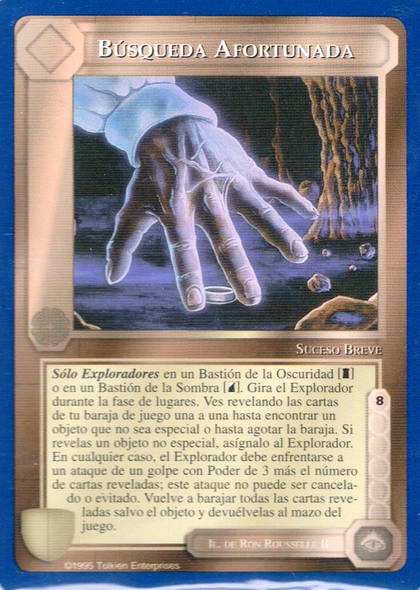 Búsqueda Afortunada
Suceso Breve
Sólo Exploradores en un Bastión de la Oscuridad []
o en un Bastión de la Sombra []. Gira el Explorador
durante la fase de lugares. Ves revelando las cartas
de tu baraja de juego una a una hasta encontrar un
objeto que no sea especial o hasta agotar la baraja. Si
revelas un objeto no especial, asígnalo al Explorador.
En cualquier caso, el Explorador debe enfrentarse a
un ataque de un golpe con Poder de 3 más el número
de cartas reveladas; este ataque no puede ser cancela-
do o evitado. Vuelve a barajar todas las cartas reve-
ladas salvo el objeto y devuélvelas al mazo del
juego.
8
Il. de Ron Rousselle II
©1995 Tolkien Enterprises